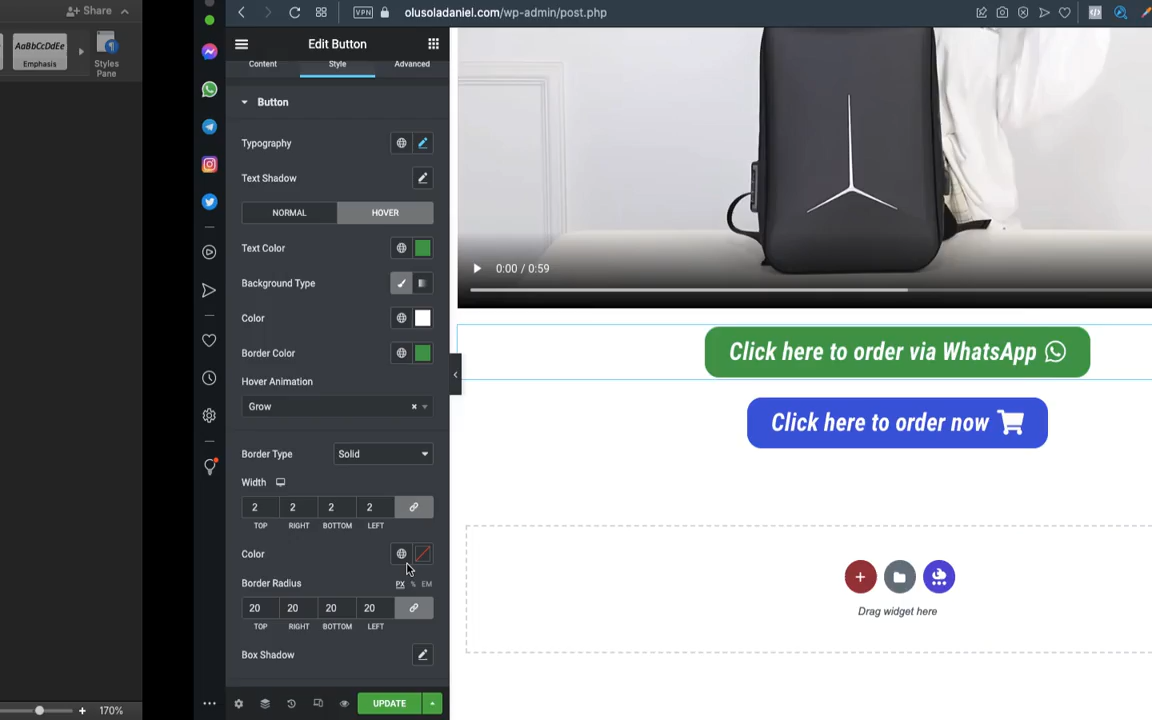 Share
VPN
olusoladaniel.com/wp-admin/post.php
AaBbCcDdEe
Emphasis
Styles
Pane
Edit Button
Content
Style
Advanced
Button
Typography
Text Shadow
NORMAL
HOVER
Text Color
Background Type
Color
Border Color
Hover Animation
Grow
Border Type
Solid
Width
2
2
2
2
TOP
RIGHT
BOTTOM
LEFT
Color
Border Radius
PX
%
EM
20
20
20
20
TOP
RIGHT
BOTTOM
LEFT
Box Shadow
UPDATE
170%
0:00 / 0:59
Click here to order via WhatsApp
Click here to order now
Drag widget here